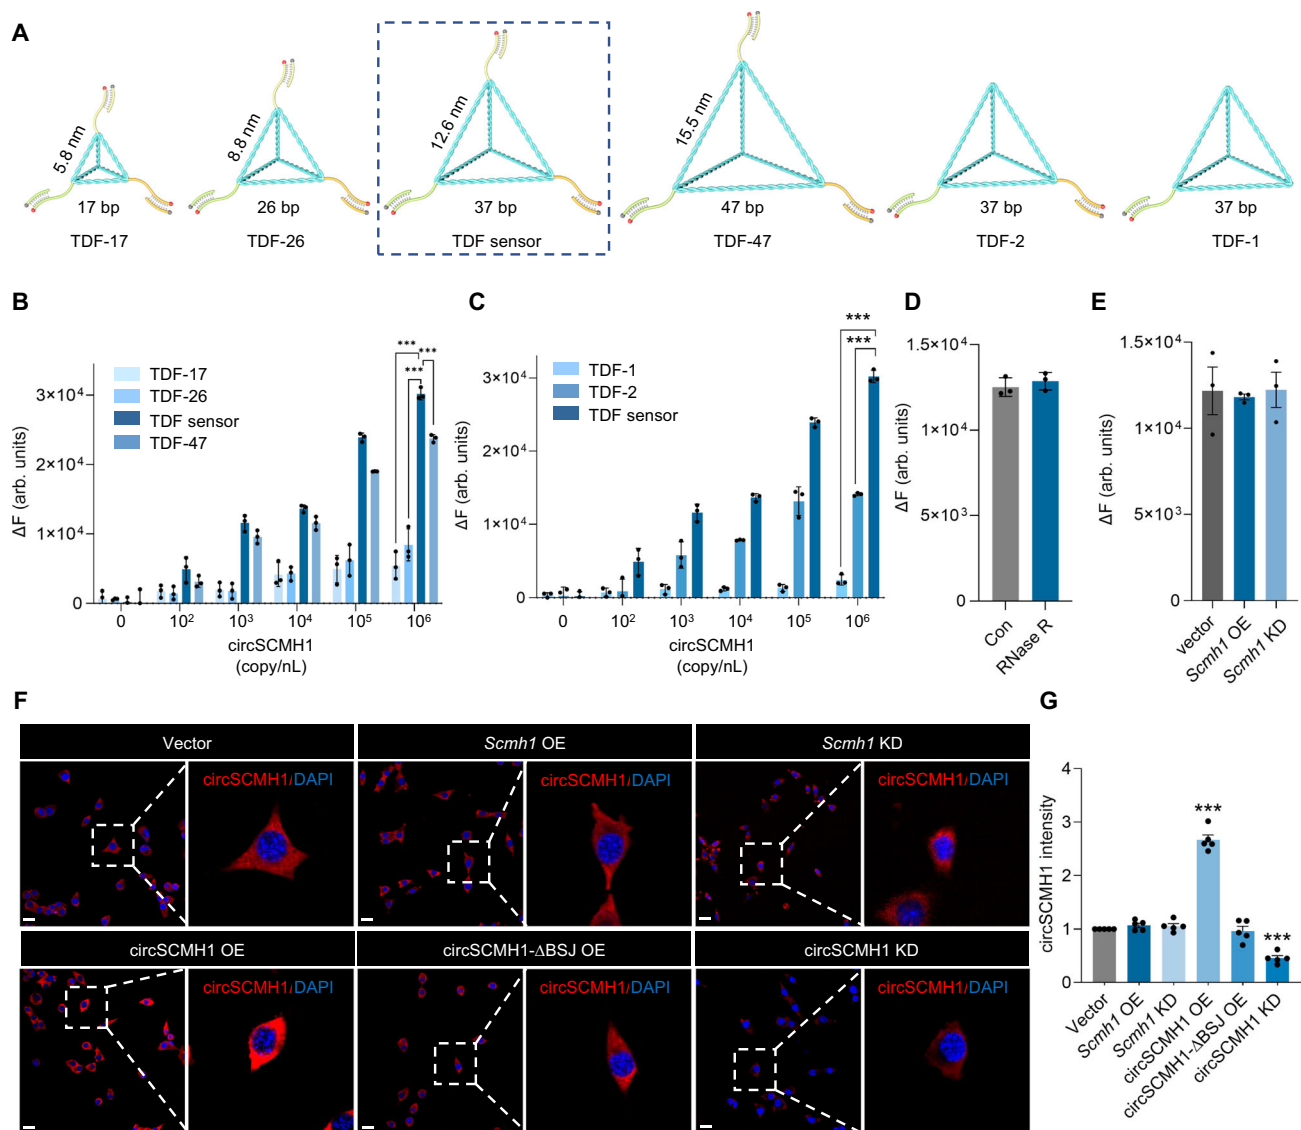 A
5.8 nm
8.8 nm
12.6 nm
15.5 nm
17 bp
26 bp
37 bp
47 bp
37 bp
37 bp
TDF-17
TDF-26
TDF sensor
TDF-47
TDF-2
TDF-1
B
TDF-17
TDF-26
TDF sensor
TDF-47
***
***
***
ΔF (arb. units)
3×10⁴
2×10⁴
1×10⁴
0
0
10²
10³
10⁴
10⁵
10⁶
circSCMH1
(copy/nL)
C
TDF-1
TDF-2
TDF sensor
***
***
ΔF (arb. units)
3×10⁴
2×10⁴
1×10⁴
0
0
10²
10³
10⁴
10⁵
10⁶
circSCMH1
(copy/nL)
D
ΔF (arb. units)
1.5×10⁴
1×10⁴
5×10³
0
Con
RNase R
E
ΔF (arb. units)
1.5×10⁴
1×10⁴
5×10³
0
vector
Scmh1 OE
Scmh1 KD
F
Vector
Scmh1 OE
Scmh1 KD
circSCMH1/DAPI
circSCMH1/DAPI
circSCMH1/DAPI
circSCMH1 OE
circSCMH1-ΔBSJ OE
circSCMH1 KD
circSCMH1/DAPI
circSCMH1/DAPI
circSCMH1/DAPI
G
circSCMH1 intensity
4
3
2
1
0
***
***
Vector
Scmh1 OE
Scmh1 KD
circSCMH1 OE
circSCMH1-ΔBSJ OE
circSCMH1 KD